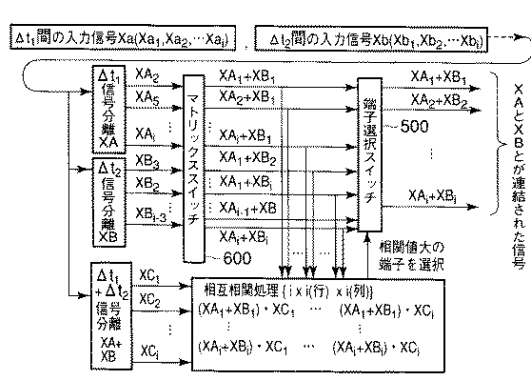 Δt₁間の入力信号Xa(Xa₁,Xa₂,…Xaᵢ)
, Δt₂間の入力信号Xb(Xb₁,Xb₂,…Xbᵢ)
Δt₁
信号分離
XA
XA₂
XA₅
⋮
XAᵢ
Δt₂
信号分離
XB
XB₃
XB₂
⋮
XBᵢ₋₃
マトリックススイッチ
600
XA₁+XB₁
XA₂+XB₁
⋮
XAᵢ+XB₁
XA₁+XB₂
⋮
XA₁+XBᵢ
XAᵢ₋₁+XB
XAᵢ+XBᵢ
端子選択スイッチ
500
XA₁+XB₁
XA₂+XB₂
⋮
XAᵢ+XBᵢ
XAとXBとが連結された信号
相関値大の
端子を選択
Δt₁
+Δt₂
信号分離
XA+
XB
XC₁
XC₂
⋮
XCᵢ
相互相関処理{i×i(行) ×i(列)}
(XA₁+XB₁)・XC₁ … (XA₁+XB₁)・XCᵢ
⋮ ⋮
(XAᵢ+XBᵢ)・XC₁ … (XAᵢ+XBᵢ)・XCᵢ